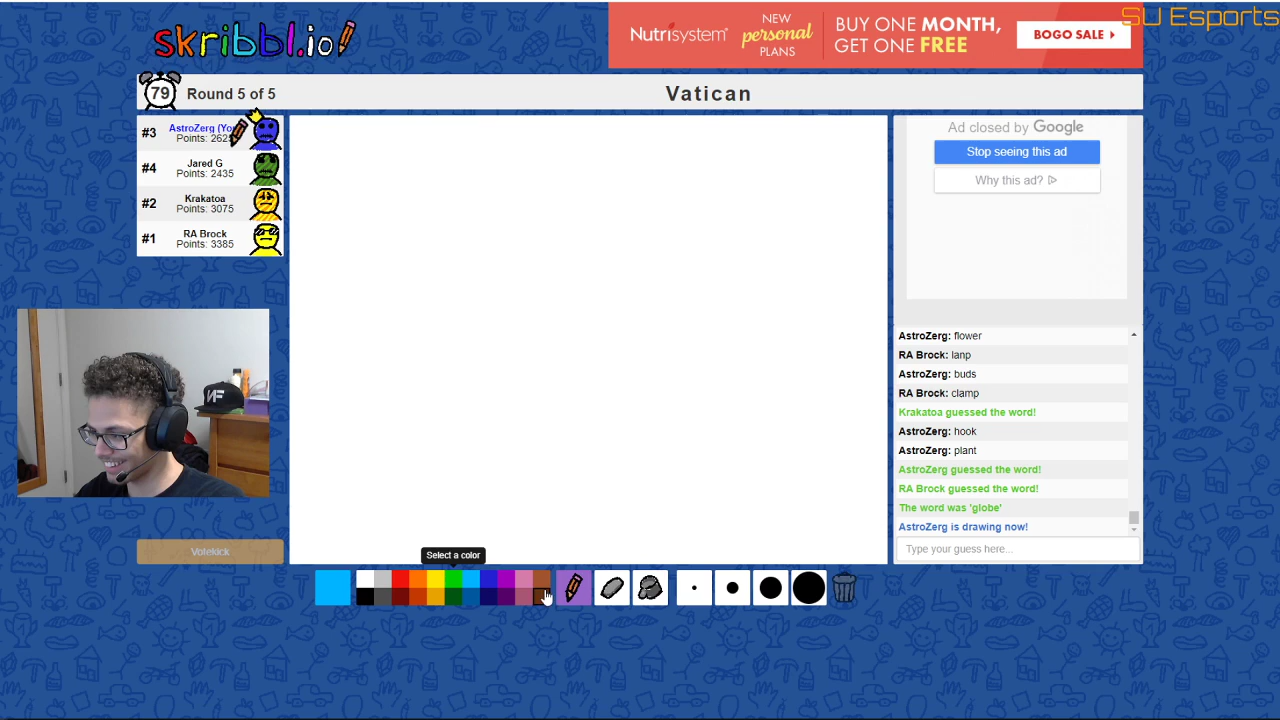 skribbl.io
Nutrisystem®
NEW
personal
PLANS
BUY ONE MONTH,
GET ONE FREE
BOGO SALE
SU Esports
79
Round 5 of 5
Vatican
#3
AstroZerg (Yo
Points: 262
#4
Jared G
Points: 2435
#2
Krakatoa
Points: 3075
#1
RA Brock
Points: 3385
Ad closed by Google
Stop seeing this ad
Why this ad?
AstroZerg: flower
RA Brock: lanp
AstroZerg: buds
RA Brock: clamp
Krakatoa guessed the word!
AstroZerg: hook
AstroZerg: plant
AstroZerg guessed the word!
RA Brock guessed the word!
The word was 'globe'
AstroZerg is drawing now!
Type your guess here...
NF
Votekick
Select a color